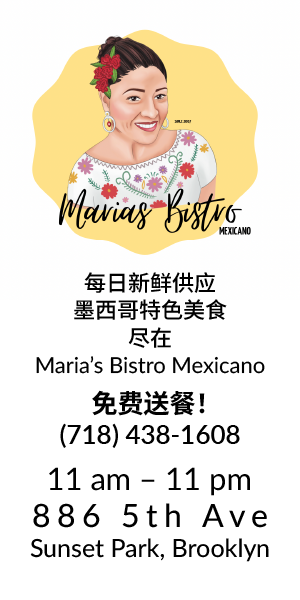 SINCE 2007
Marias Bistro
MEXICANO
每日新鲜供应
墨西哥特色美食
尽在
Maria’s Bistro Mexicano
免费送餐！
(718) 438-1608
11 am – 11 pm
886 5th Ave
Sunset Park, Brooklyn